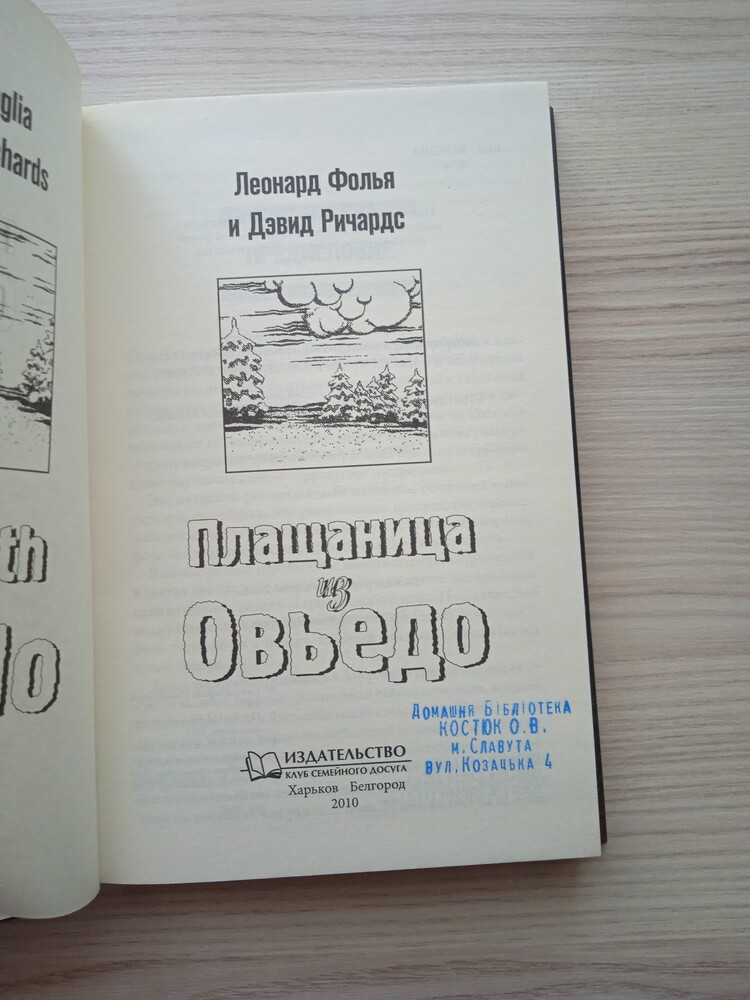 glia
hards
th
do
Леонард Фолья
и Дэвид Ричардс
Плащаница
из
Овьедо
ИЗДАТЕЛЬСТВО
КЛУБ СЕМЕЙНОГО ДОСУГА
Харьков Белгород
2010
Домашня Бібліотека
КОСТЮК О.В.
м. Славута
вул. Козацька 4